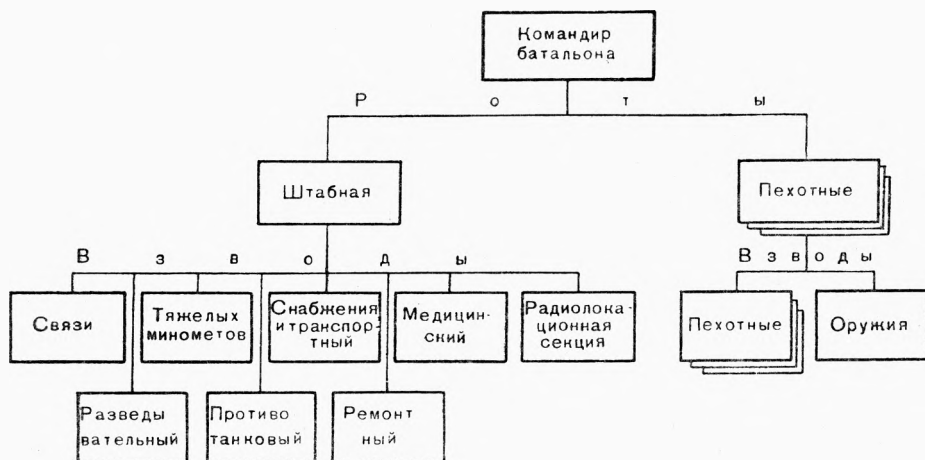 Командир
батальона
Р о т ы
Штабная
Пехотные
В з в о д ы
В з в о д ы
Связи
Тяжелых
минометов
Снабжения
и транспор-
тный
Медицин-
ский
Радиолока-
ционная
секция
Пехотные
Оружия
Разведы
вательный
Противо
танковый
Ремонт
ный